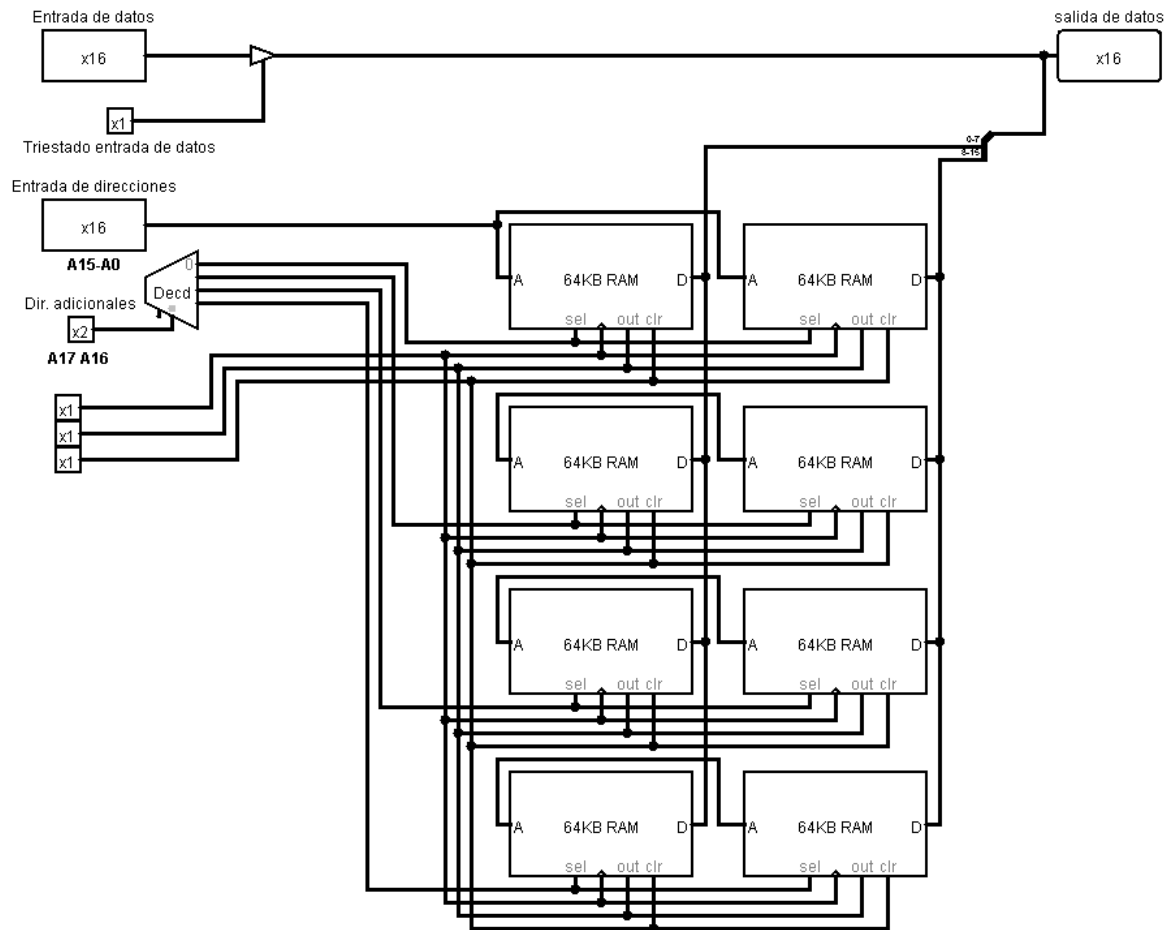 Entrada de datos
salida de datos
x16
x16
x1
Triestado entrada de datos
0-7
8-15
Entrada de direcciones
x16
A15-A0
0
Decd
Dir. adicionales
x2
A17 A16
A 64KB RAM D
sel out clr
A 64KB RAM D
sel out clr
x1
x1
x1
A 64KB RAM D
sel out clr
A 64KB RAM D
sel out clr
A 64KB RAM D
sel out clr
A 64KB RAM D
sel out clr
A 64KB RAM D
sel out clr
A 64KB RAM D
sel out clr